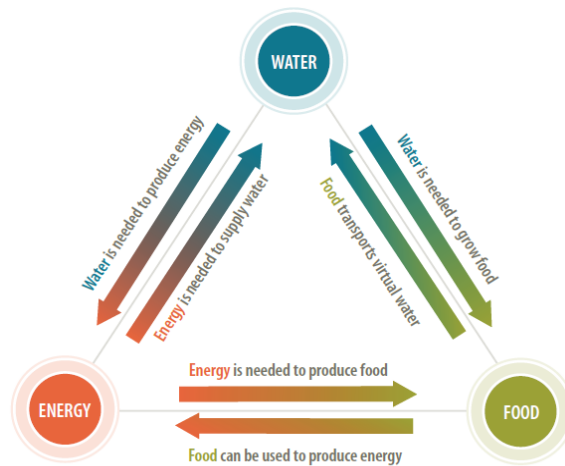 WATER
Water is needed to produce energy
Energy is needed to supply water
Food transports virtual water
Water is needed to grow food
Energy is needed to produce food
ENERGY
FOOD
Food can be used to produce energy